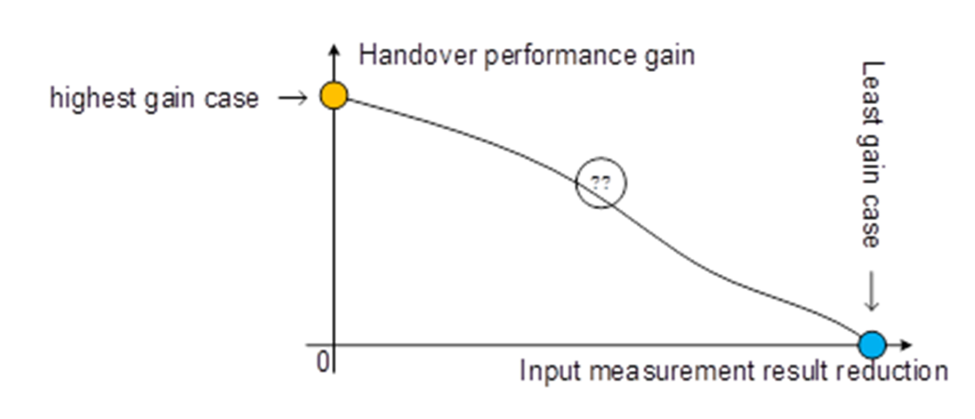 Handover performance gain
highest gain case
Least gain case
??
0
Input measurement result reduction